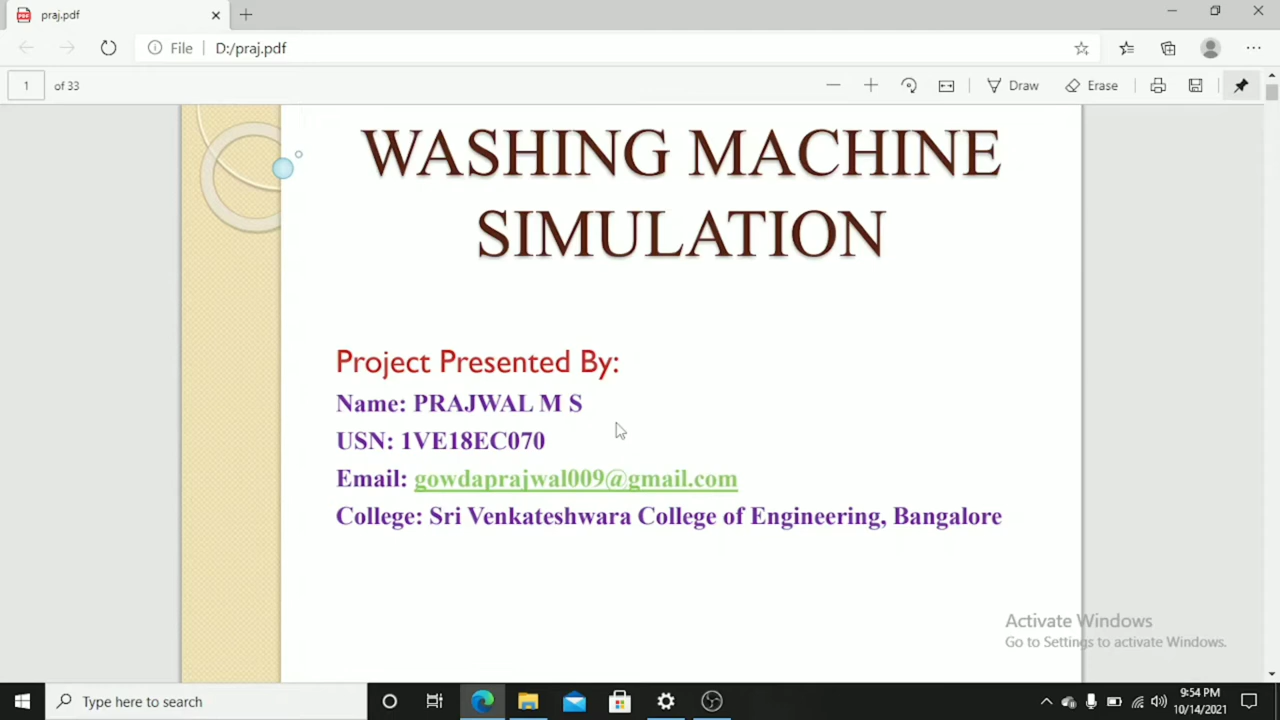 praj.pdf
File D:/praj.pdf
1 of 33 Draw Erase
WASHING MACHINE
SIMULATION
Project Presented By:
Name: PRAJWAL M S
USN: 1VE18EC070
Email: gowdaprajwal009@gmail.com
College: Sri Venkateshwara College of Engineering, Bangalore
Activate Windows
Go to Settings to activate Windows.
Type here to search
9:54 PM
10/14/2021